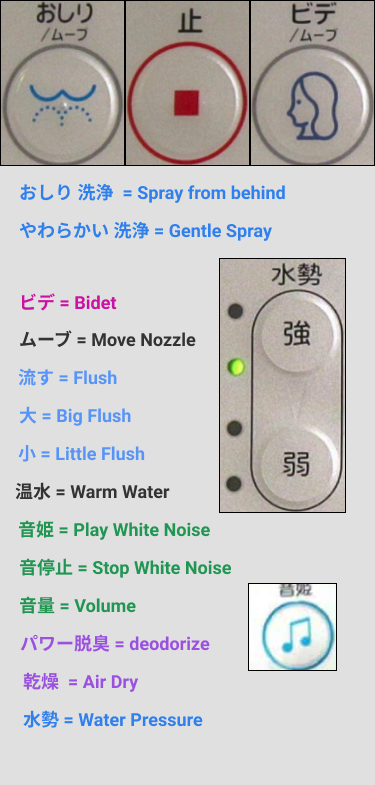 おしり
/ムーブ
止
ビデ
/ムーブ
おしり 洗浄 = Spray from behind
やわらかい 洗浄 = Gentle Spray
水勢
強
弱
ビデ = Bidet
ムーブ = Move Nozzle
流す = Flush
大 = Big Flush
小 = Little Flush
温水 = Warm Water
音姫 = Play White Noise
音停止 = Stop White Noise
音姫
音量 = Volume
パワー脱臭 = deodorize
乾燥 = Air Dry
水勢 = Water Pressure